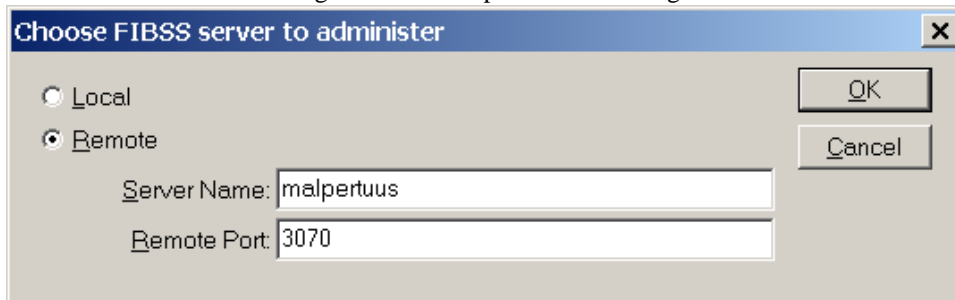 Choose FIBSS server to administer
Local
OK
Remote
Cancel
Server Name: malpertuus
Remote Port: 3070